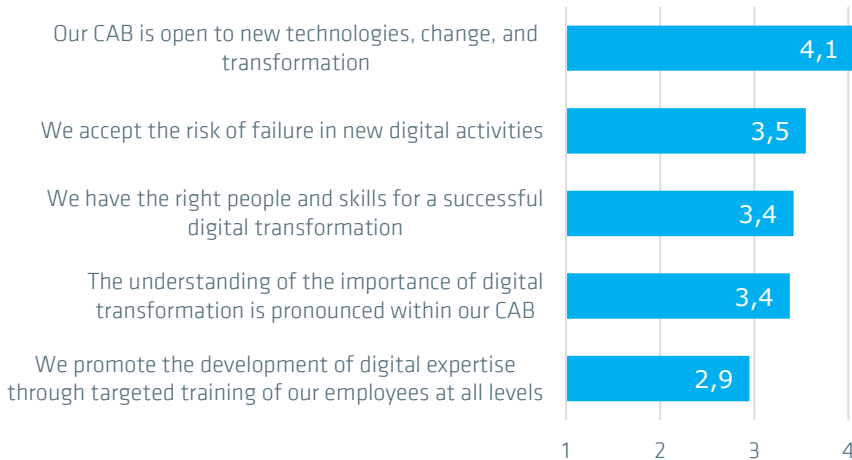 Our CAB is open to new technologies, change, and
transformation
4,1
We accept the risk of failure in new digital activities
3,5
We have the right people and skills for a successful
digital transformation
3,4
The understanding of the importance of digital
transformation is pronounced within our CAB
3,4
We promote the development of digital expertise
through targeted training of our employees at all levels
2,9
1 2 3 4